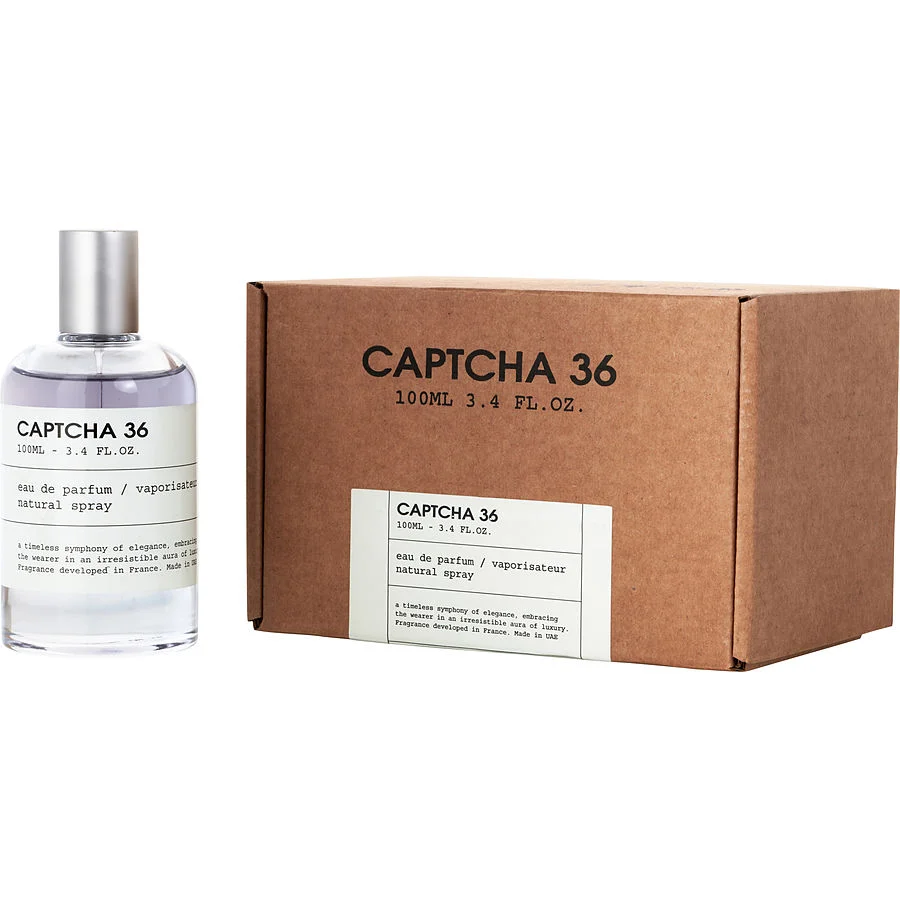 CAPTCHA 36
100ML - 3.4 FL.OZ.
eau de parfum / vaporisateur
natural spray
a timeless symphony of elegance, embracing
the wearer in an irresistible aura of luxury.
Fragrance developed in France. Made in UAE
CAPTCHA 36
100ML 3.4 FL.OZ.
CAPTCHA 36
100ML - 3.4 FL.OZ.
eau de parfum / vaporisateur
natural spray
a timeless symphony of elegance, embracing
the wearer in an irresistible aura of luxury.
Fragrance developed in France. Made in UAE